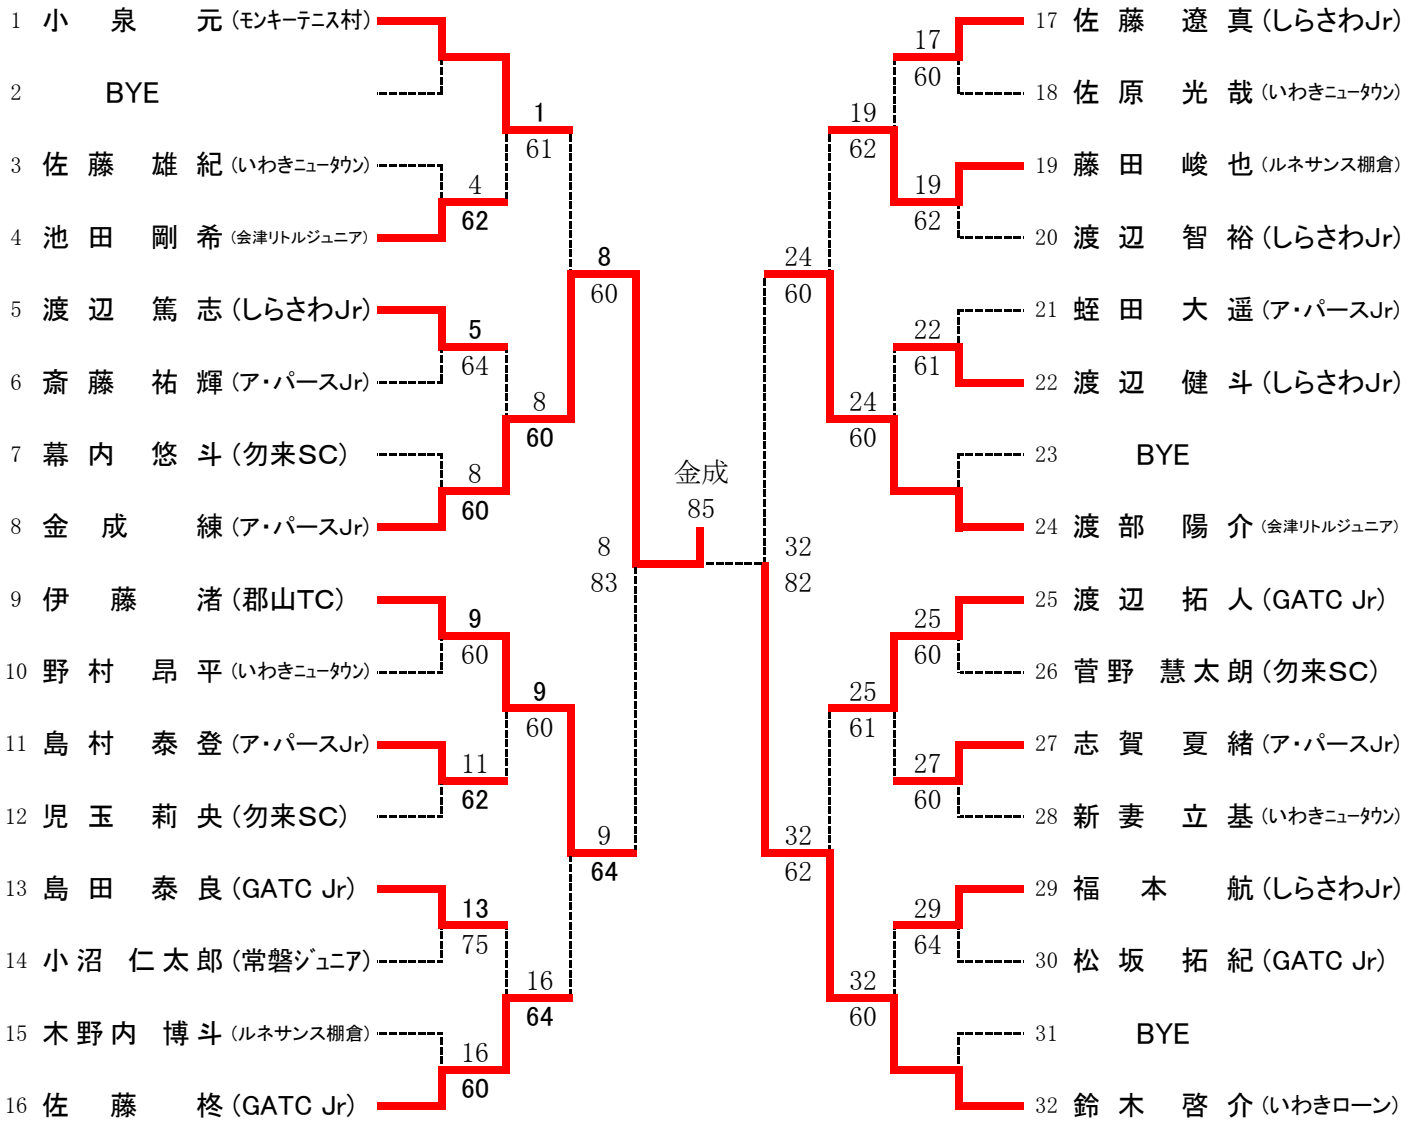 1 小泉 元 (モンキーテニス村)
2 BYE
3 佐藤 雄紀 (いわきニュータウン)
4 池田 剛希 (会津リトルジュニア)
5 渡辺 篤志 (しらさわJr)
6 斎藤 祐輝 (ア・パースJr)
7 幕内 悠斗 (勿来SC)
8 金成 練 (ア・パースJr)
9 伊藤 渚 (郡山TC)
10 野村 昂平 (いわきニュータウン)
11 島村 泰登 (ア・パースJr)
12 児玉 莉央 (勿来SC)
13 島田 泰良 (GATC Jr)
14 小沼 仁太郎 (常磐ジュニア)
15 木野内 博斗 (ルネサンス棚倉)
16 佐藤 柊 (GATC Jr)
4
62
5
64
8
60
9
60
11
62
13
75
16
60
1
61
8
60
9
60
16
64
8
60
9
64
8
83
金成
85
32
82
24
60
32
62
19
62
24
60
25
61
32
60
17
60
19
62
22
61
25
60
27
60
29
64
17 佐藤 遼真 (しらさわJr)
18 佐原 光哉 (いわきニュータウン)
19 藤田 峻也 (ルネサンス棚倉)
20 渡辺 智裕 (しらさわJr)
21 蛭田 大遥 (ア・パースJr)
22 渡辺 健斗 (しらさわJr)
23 BYE
24 渡部 陽介 (会津リトルジュニア)
25 渡辺 拓人 (GATC Jr)
26 菅野 慧太朗 (勿来SC)
27 志賀 夏緒 (ア・パースJr)
28 新妻 立基 (いわきニュータウン)
29 福本 航 (しらさわJr)
30 松坂 拓紀 (GATC Jr)
31 BYE
32 鈴木 啓介 (いわきローン)